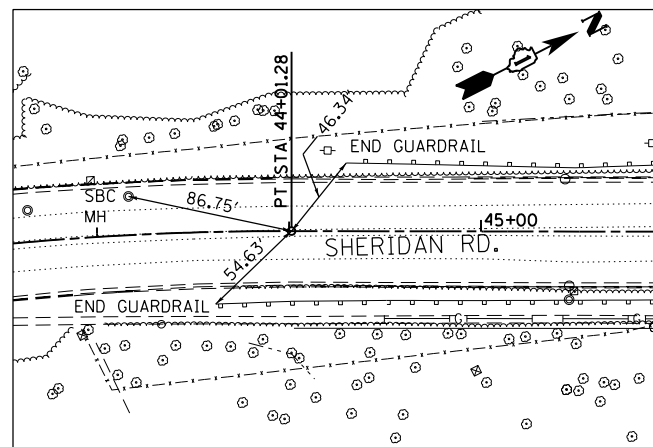 N
PT STA 44+01.28
46.34'
END GUARDRAIL
SBC
MH
86.75'
45+00
SHERIDAN RD.
54.63'
END GUARDRAIL
G
G